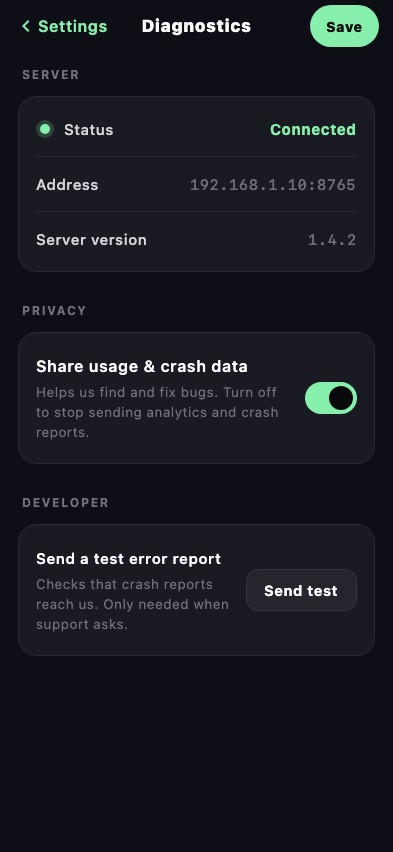 Settings
Diagnostics
Save
SERVER
Status
Connected
Address
192.168.1.10:8765
Server version
1.4.2
PRIVACY
Share usage & crash data
Helps us find and fix bugs. Turn off
to stop sending analytics and crash
reports.
DEVELOPER
Send a test error report
Checks that crash reports
reach us. Only needed when
support asks.
Send test